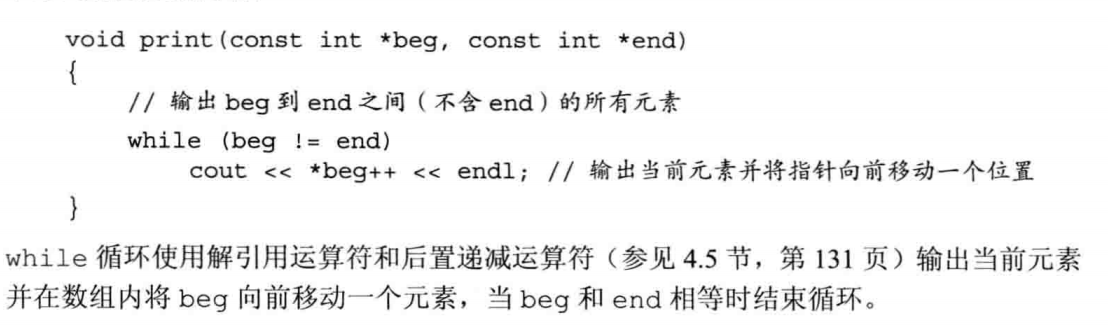 void print(const int *beg, const int *end)
{
// 输出 beg 到 end 之间（不含 end）的所有元素
while (beg != end)
cout << *beg++ << endl; // 输出当前元素并将指针向前移动一个位置
}
while 循环使用解引用运算符和后置递减运算符（参见 4.5 节，第 131 页）输出当前元素
并在数组内将 beg 向前移动一个元素，当 beg 和 end 相等时结束循环。